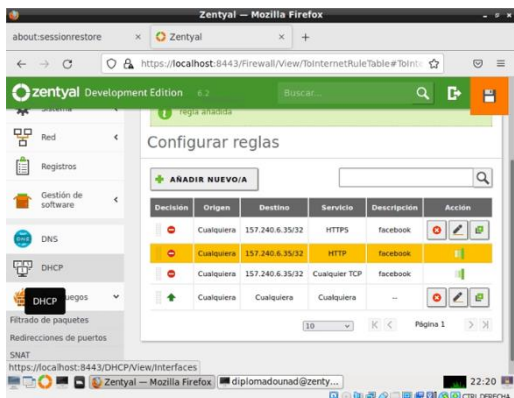 Zentyal — Mozilla Firefox
about:sessionrestore × Zentyal × +
https://localhost:8443/Firewall/View/ToInternetRuleTable#ToInte
zentyal Development Edition 6.2 Buscar...
Sistema
regla añadida
Red
Configurar reglas
Registros
AÑADIR NUEVO/A
Gestión de software
Decisión Origen Destino Servicio Descripción Acción
Cualquiera 157.240.6.35/32 HTTPS facebook
DNS
Cualquiera 157.240.6.35/32 HTTP facebook
DHCP
Cualquiera 157.240.6.35/32 Cualquier TCP facebook
DHCP
uegos
Cualquiera Cualquiera Cualquiera --
Filtrado de paquetes
10 K < Página 1 > X
Redirecciones de puertos
SNAT
https://localhost:8443/DHCP/View/Interfaces
Zentyal — Mozilla Firefox diplomadounad@zenty... 22:20
CTRL DERECHA